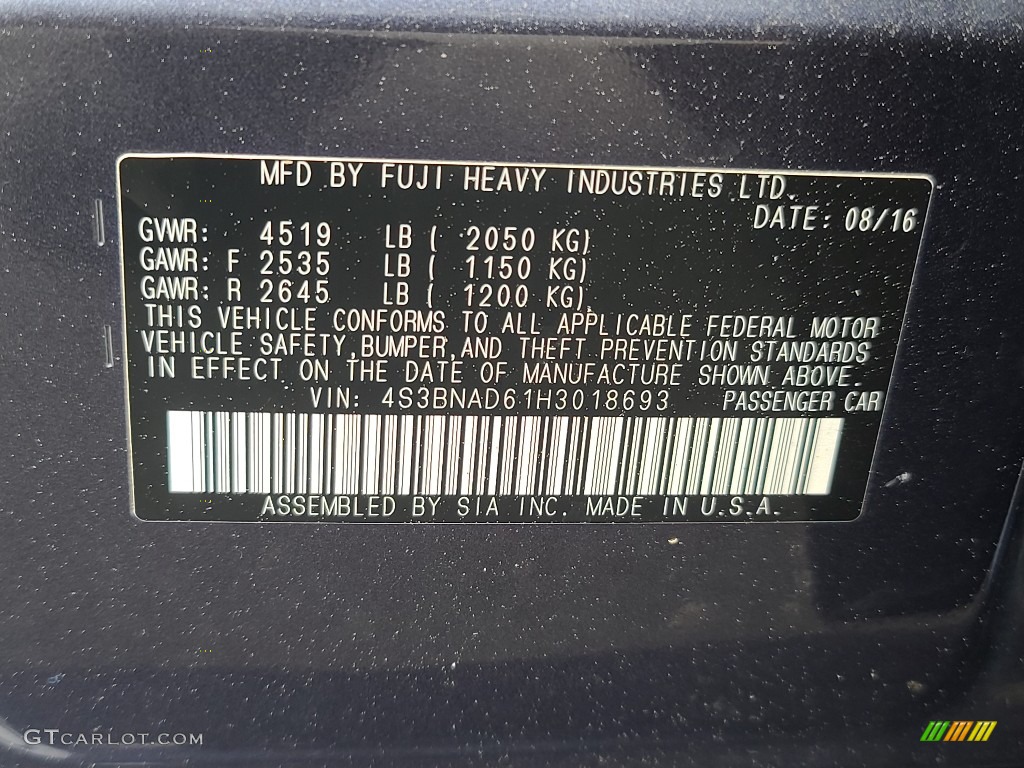 MFD BY FUJI HEAVY INDUSTRIES LTD.
DATE: 08/16
GVWR: 4519 LB ( 2050 KG)
GAWR: F 2535 LB ( 1150 KG)
GAWR: R 2645 LB ( 1200 KG),
THIS VEHICLE CONFORMS TO ALL APPLICABLE FEDERAL MOTOR
VEHICLE SAFETY,BUMPER,AND THEFT PREVENTION STANDARDS
IN EFFECT ON THE DATE OF MANUFACTURE SHOWN ABOVE.
VIN: 4S3BNAD61H3018693 PASSENGER CAR
ASSEMBLED BY SIA INC. MADE IN U.S.A.
GTCARLOT.COM